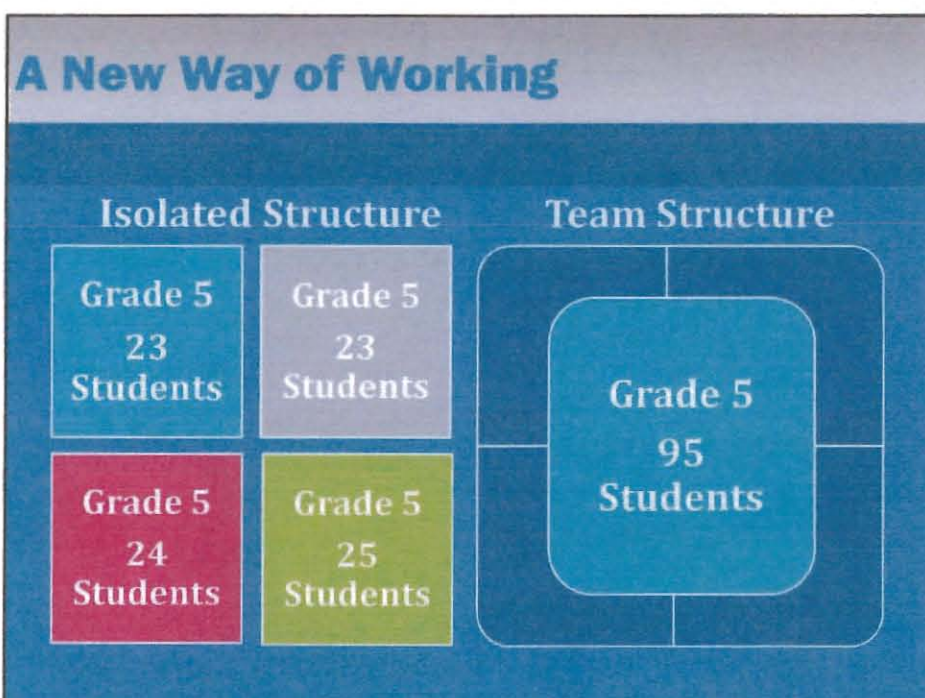 A New Way of Working
Isolated Structure
Team Structure
Grade 5
23
Students
Grade 5
23
Students
Grade 5
24
Students
Grade 5
25
Students
Grade 5
95
Students